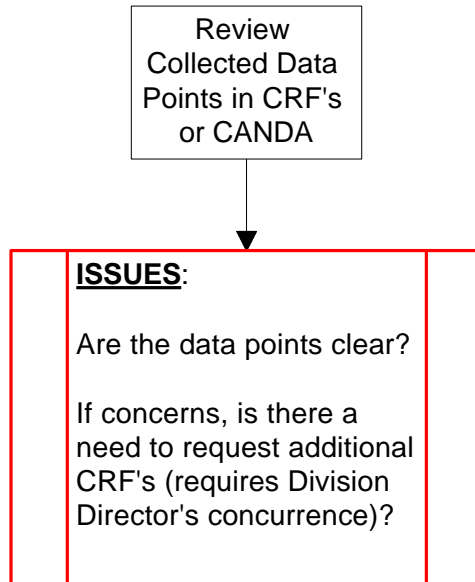 Review
Collected Data
Points in CRF's
or CANDA
ISSUES:
Are the data points clear?
If concerns, is there a
need to request additional
CRF's (requires Division
Director's concurrence)?